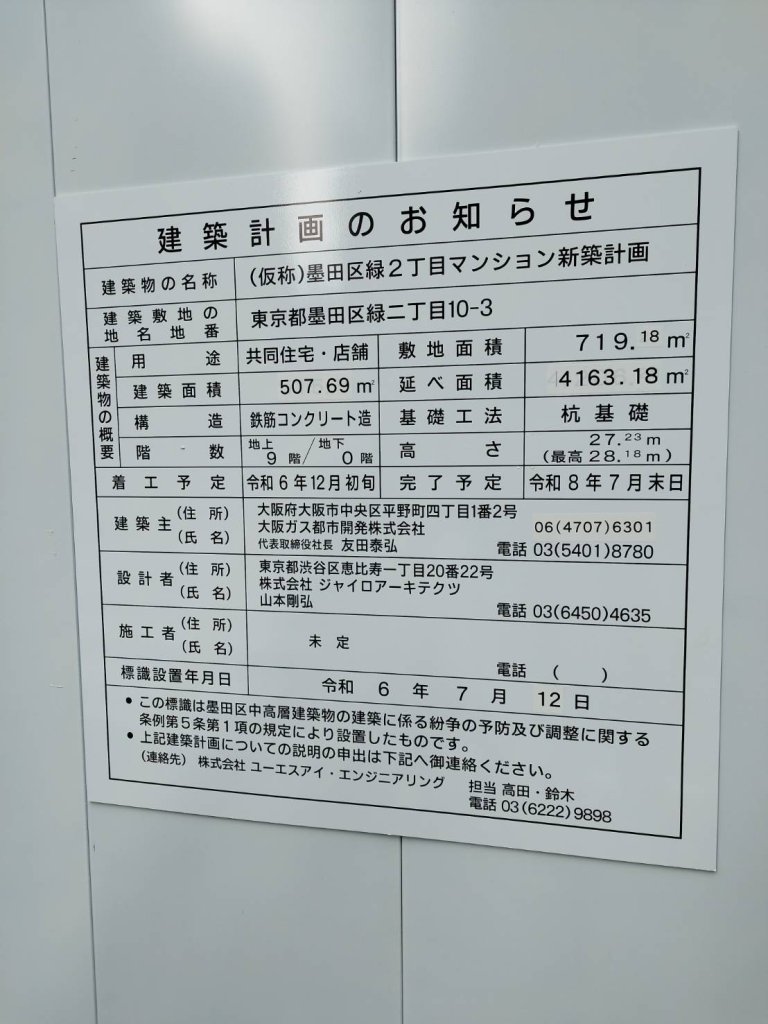 建築計画のお知らせ
建築物の名称 (仮称)墨田区緑2丁目マンション新築計画
建築敷地の地名地番 東京都墨田区緑二丁目10-3
建築物の概要
用途 共同住宅・店舗 敷地面積 719.18㎡
建築面積 507.69㎡ 延べ面積 4163.18㎡
構造 鉄筋コンクリート造 基礎工法 杭基礎
階数 地上9階/地下0階 高さ 27.23m
(最高28.18m)
着工予定 令和6年12月初旬 完了予定 令和8年7月末日
建築主(住所)(氏名) 大阪府大阪市中央区平野町四丁目1番2号
大阪ガス都市開発株式会社 06(4707)6301
代表取締役社長 友田泰弘 電話 03(5401)8780
設計者(住所)(氏名) 東京都渋谷区恵比寿一丁目20番22号
株式会社 ジャイロアーキテクツ
山本剛弘 電話 03(6450)4635
施工者(住所)(氏名) 未定 電話 ( )
標識設置年月日 令和 6 年 7 月 12 日
• この標識は墨田区中高層建築物の建築に係る紛争の予防及び調整に関する
条例第5条第1項の規定により設置したものです。
• 上記建築計画についての説明の申出は下記へ御連絡ください。
(連絡先) 株式会社 ユーエスアイ・エンジニアリング 担当 高田・鈴木
電話 03(6222)9898